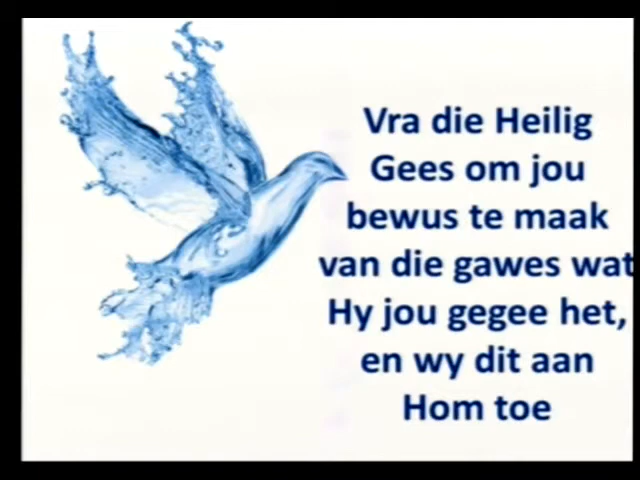 Vra die Heilig
Gees om jou
bewus te maak
van die gawes wat
Hy jou gegee het,
en wy dit aan
Hom toe